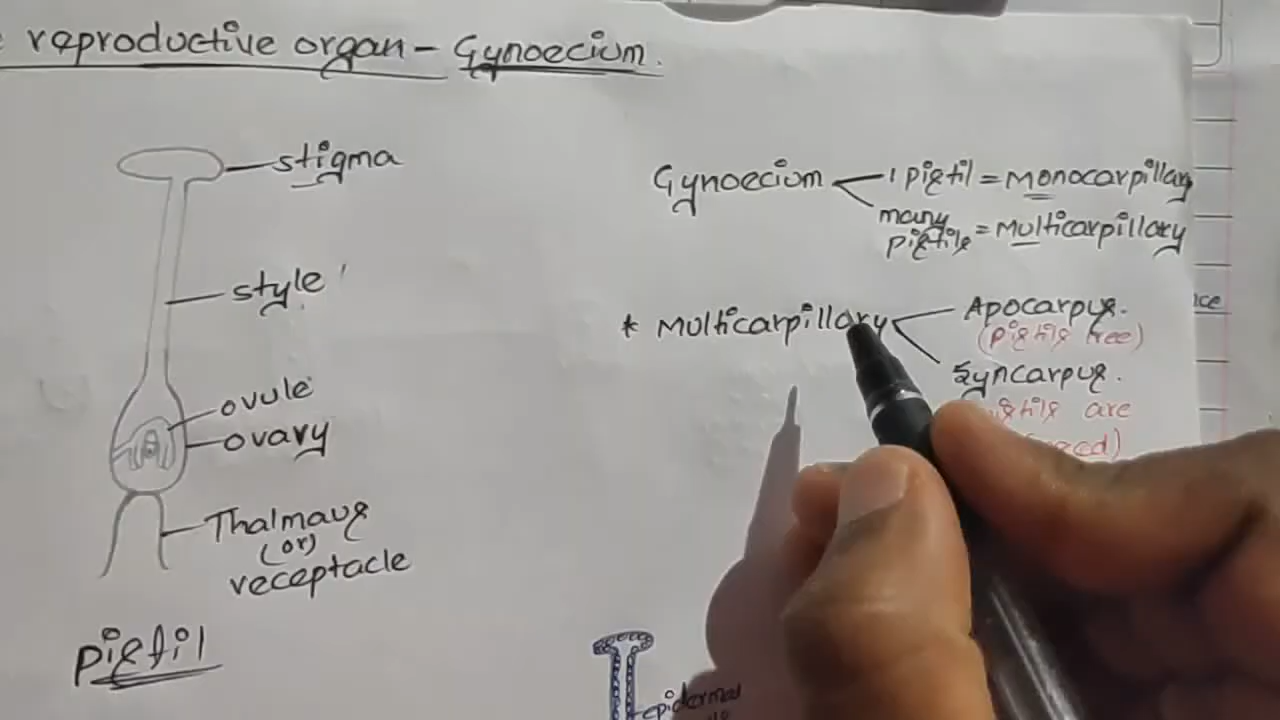 reproductive organ - Gynoecium.
stigma
style
ovule
ovary
Thalmaus
(or)
receptacle
Pistil
Gynoecium
1 pistil = Monocarpillary
many
pistils = Multicarpillary
* Multicarpillary
Apocarpus.
(pistils free)
Syncarpus.
are
epidermal